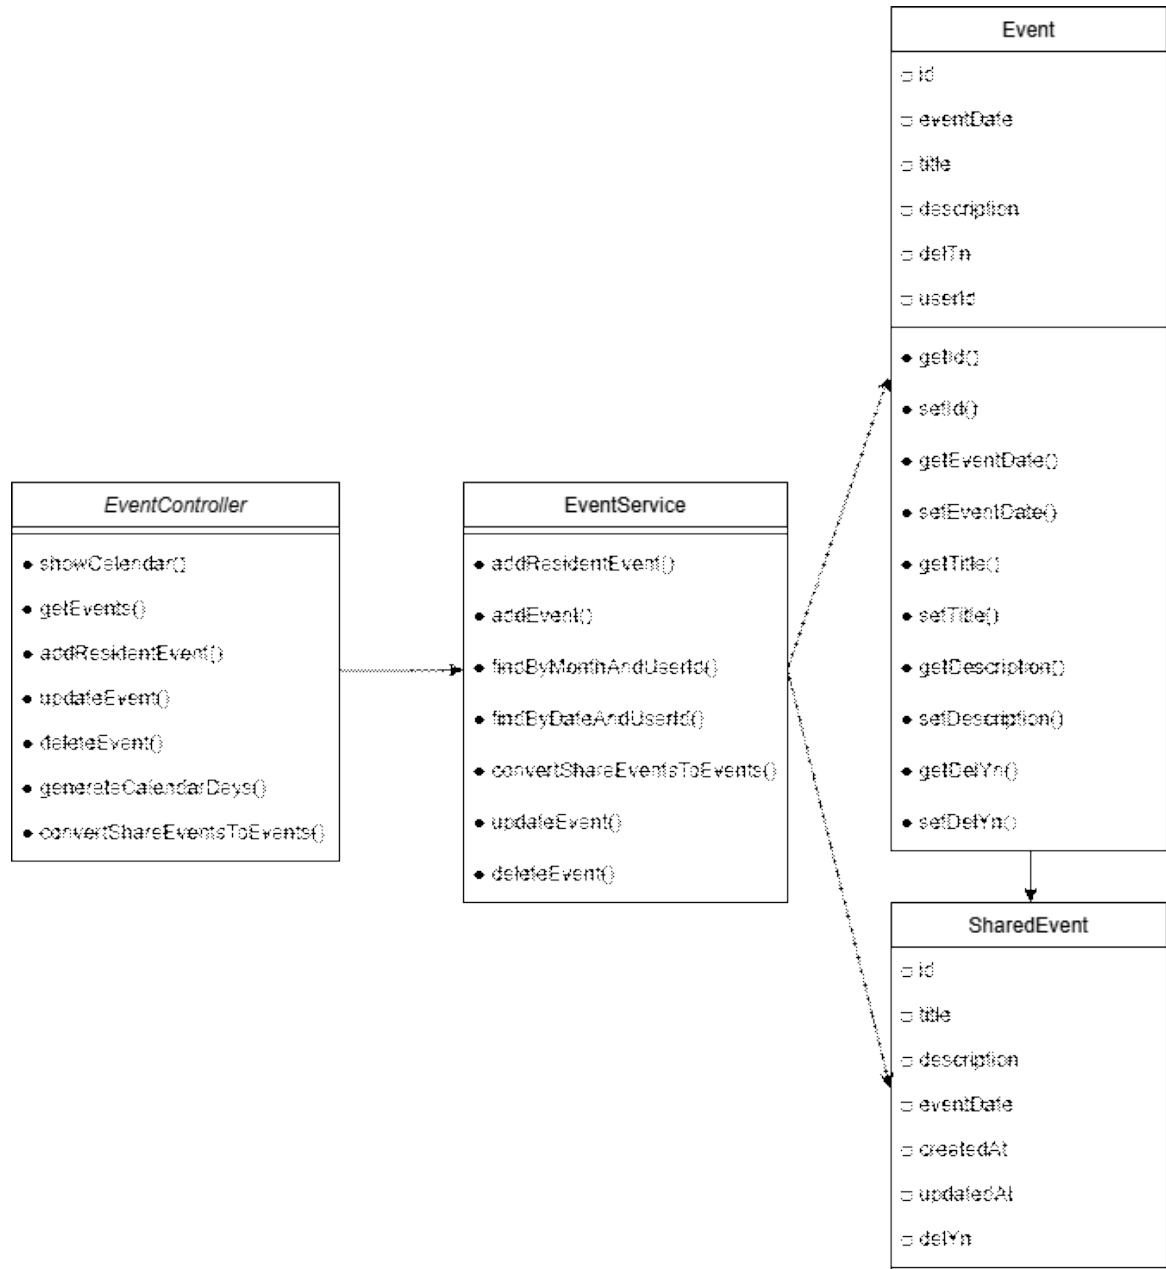 Event
id
eventDate
title
description
delYn
userId
getId()
setId()
getEventDate()
setEventDate()
getTitle()
setTitle()
getDescription()
setDescription()
getDelYn()
setDelYn()
EventController
showCalendar()
getEvents()
addResidentEvent()
updateEvent()
deleteEvent()
generateCalendarDays()
convertShareEventsToEvents()
EventService
addResidentEvent()
addEvent()
findByMonthAndUserId()
findByDateAndUserId()
convertShareEventsToEvents()
updateEvent()
deleteEvent()
SharedEvent
id
title
description
eventDate
createdAt
updatedAt
delYn